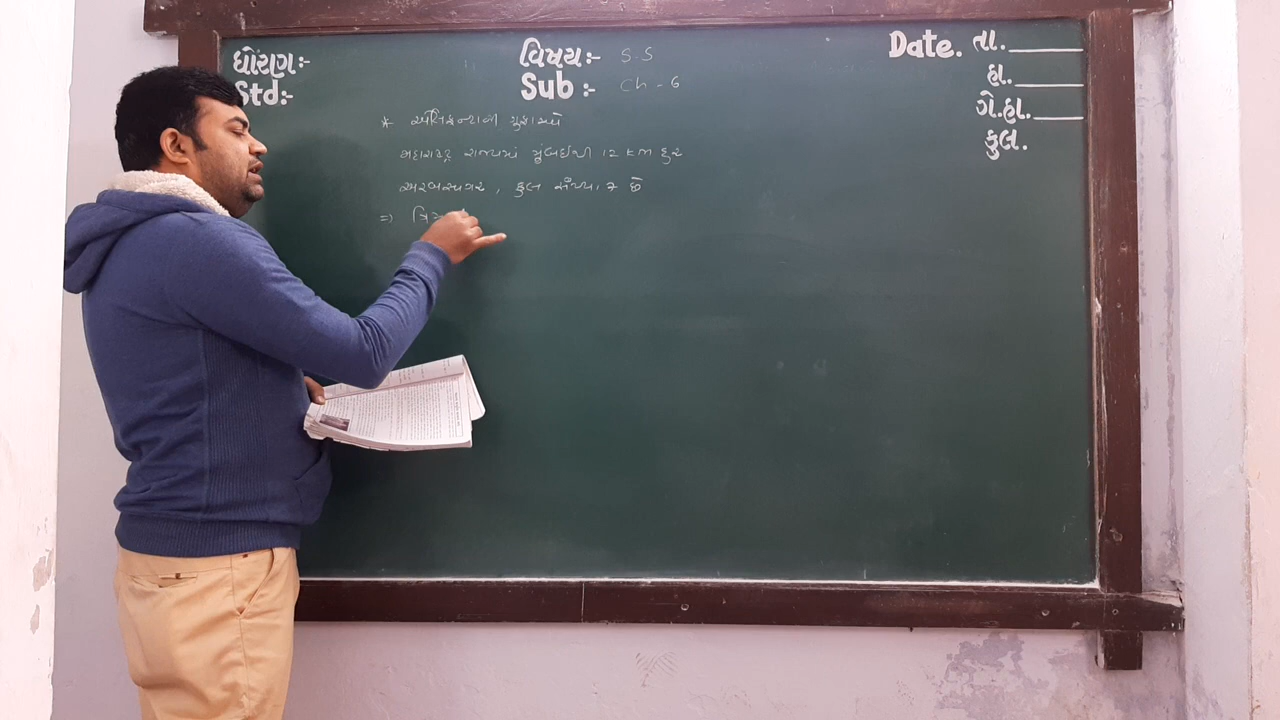 ધોરણ:-
Std:-
વિષય:- S.S
Sub:- Ch - 6
Date. તા.
હા.
ગે.હા.
કુલ.
* એલિફન્ટાની ગુફાઓ
મહારાષ્ટ્ર રાજ્યમાં મુંબઈથી 12 km દુર
અરબસાગર, કુલ સંખ્યા 7 છે
=>